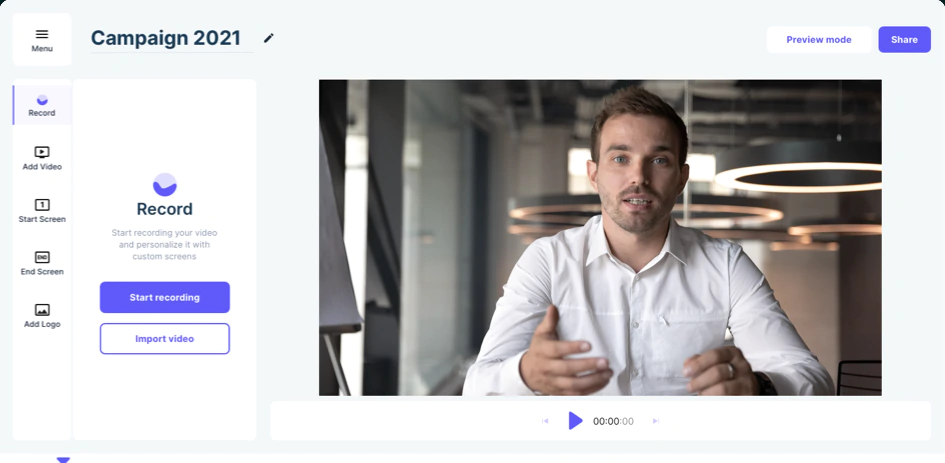 Menu
Campaign 2021
Preview mode
Share
Record
Add Video
Start Screen
End Screen
Add Logo
Record
Start recording your video
and personalize it with
custom screens
Start recording
Import video
00:00:00